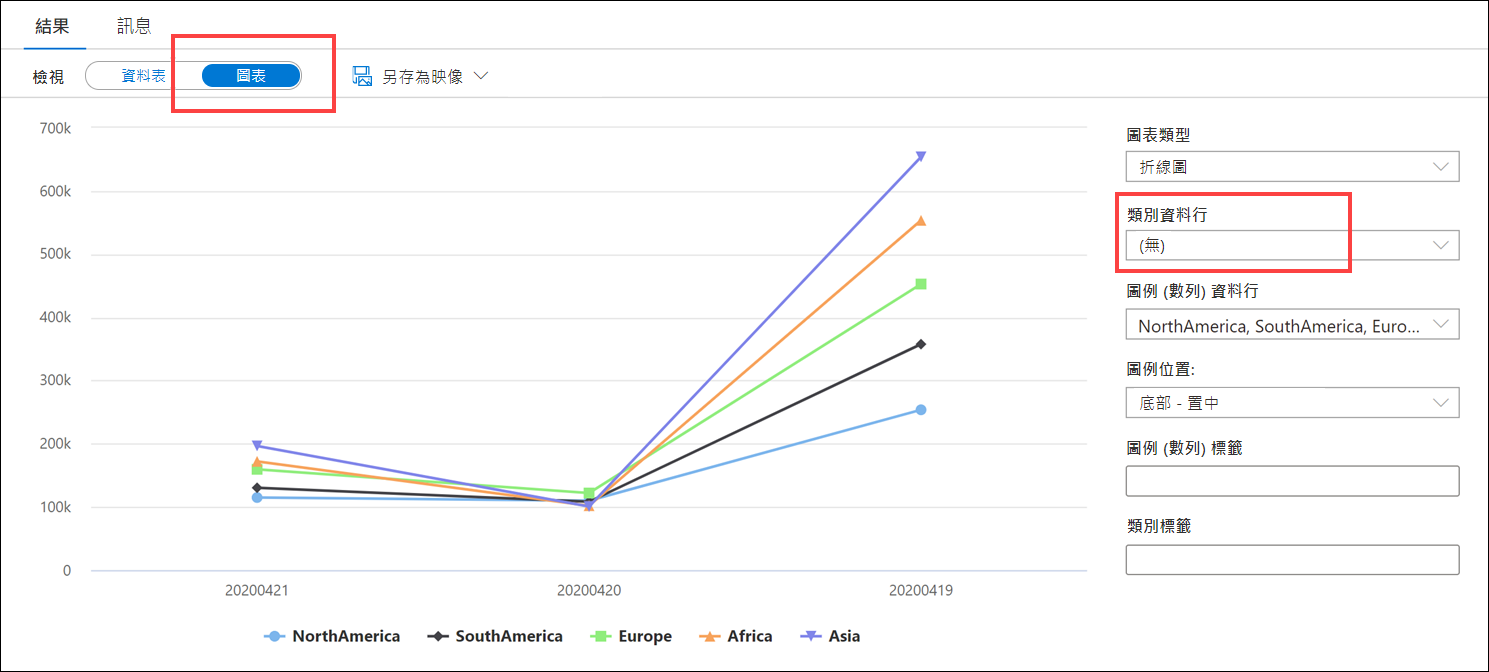 結果 訊息
檢視 資料表 圖表 另存為映像
700k
600k
500k
400k
300k
200k
100k
0
20200421 20200420 20200419
NorthAmerica SouthAmerica Europe Africa Asia
圖表類型
折線圖
類別資料行
(無)
圖例 (數列) 資料行
NorthAmerica, SouthAmerica, Euro...
圖例位置:
底部 - 置中
圖例 (數列) 標籤
類別標籤